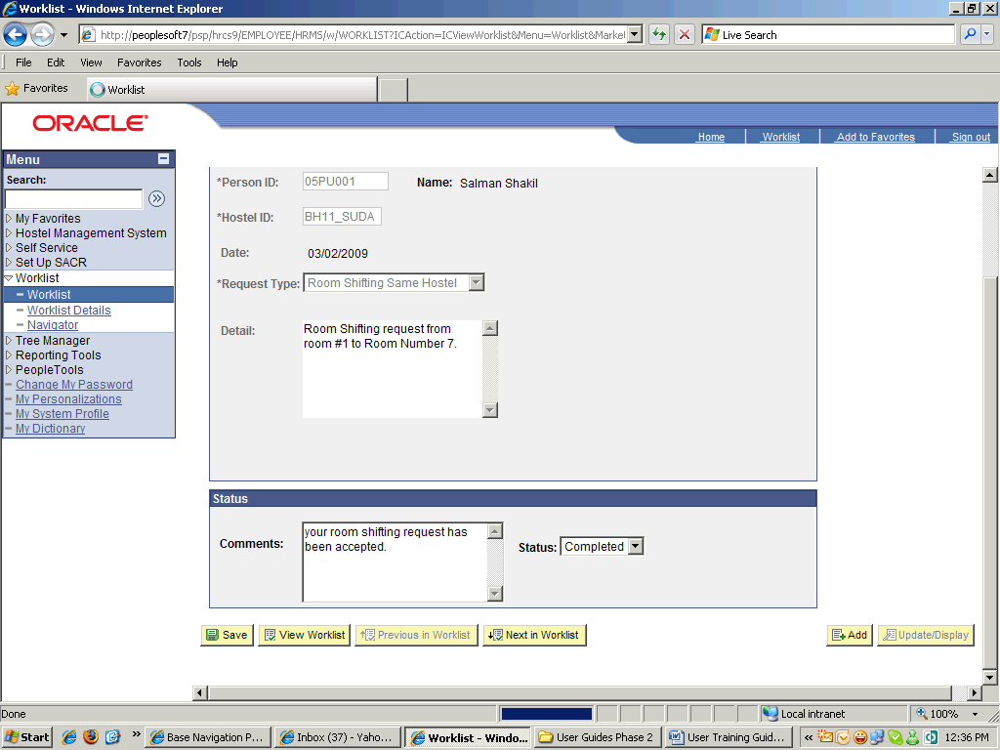 Worklist - Windows Internet Explorer
http://peoplesoft7/psp/hrcs9/EMPLOYEE/HRMS/w/WORKLIST?ICAction=ICViewWorklist&Menu=Worklist&Market
Live Search
File Edit View Favorites Tools Help
Favorites
Worklist
ORACLE®
Home
Worklist
Add to Favorites
Sign out
Menu
Search:
My Favorites
Hostel Management System
Self Service
Set Up SACR
Worklist
Worklist
Worklist Details
Navigator
Tree Manager
Reporting Tools
PeopleTools
Change My Password
My Personalizations
My System Profile
My Dictionary
*Person ID: 05PU001 Name: Salman Shakil
*Hostel ID: BH11_SUDA
Date: 03/02/2009
*Request Type: Room Shifting Same Hostel
Detail: Room Shifting request from
room #1 to Room Number 7.
Status
Comments: your room shifting request has
been accepted.
Status: Completed
Save View Worklist Previous in Worklist Next in Worklist Add Update/Display
Done Local intranet 100%
Start » Base Navigation P... Inbox (37) - Yaho... Worklist - Windo... User Guides Phase 2 User Training Guid... « 12:36 PM